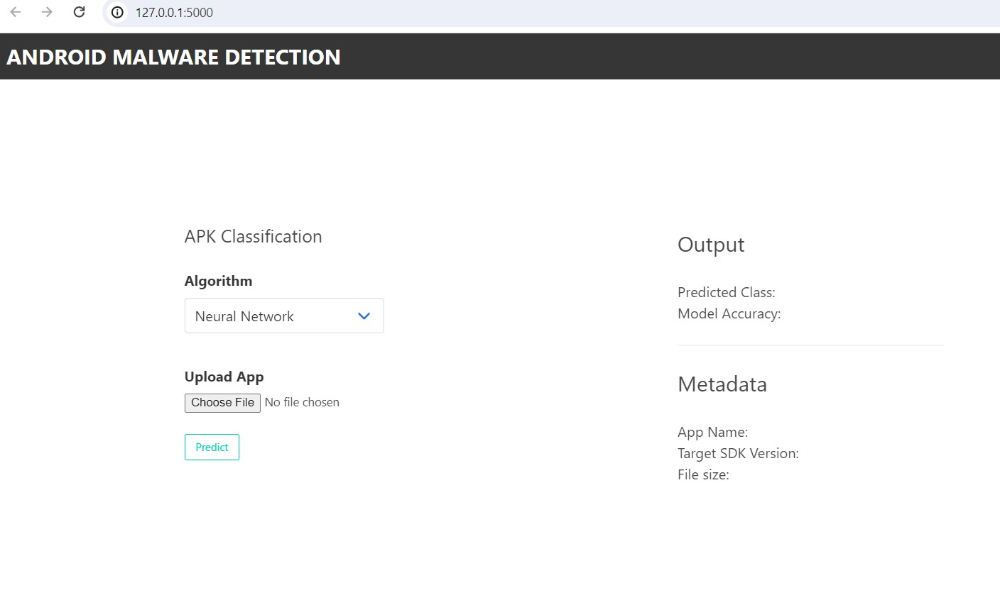 127.0.0.1:5000
ANDROID MALWARE DETECTION
APK Classification
Algorithm
Neural Network
Upload App
Choose File No file chosen
Predict
Output
Predicted Class:
Model Accuracy:
Metadata
App Name:
Target SDK Version:
File size: